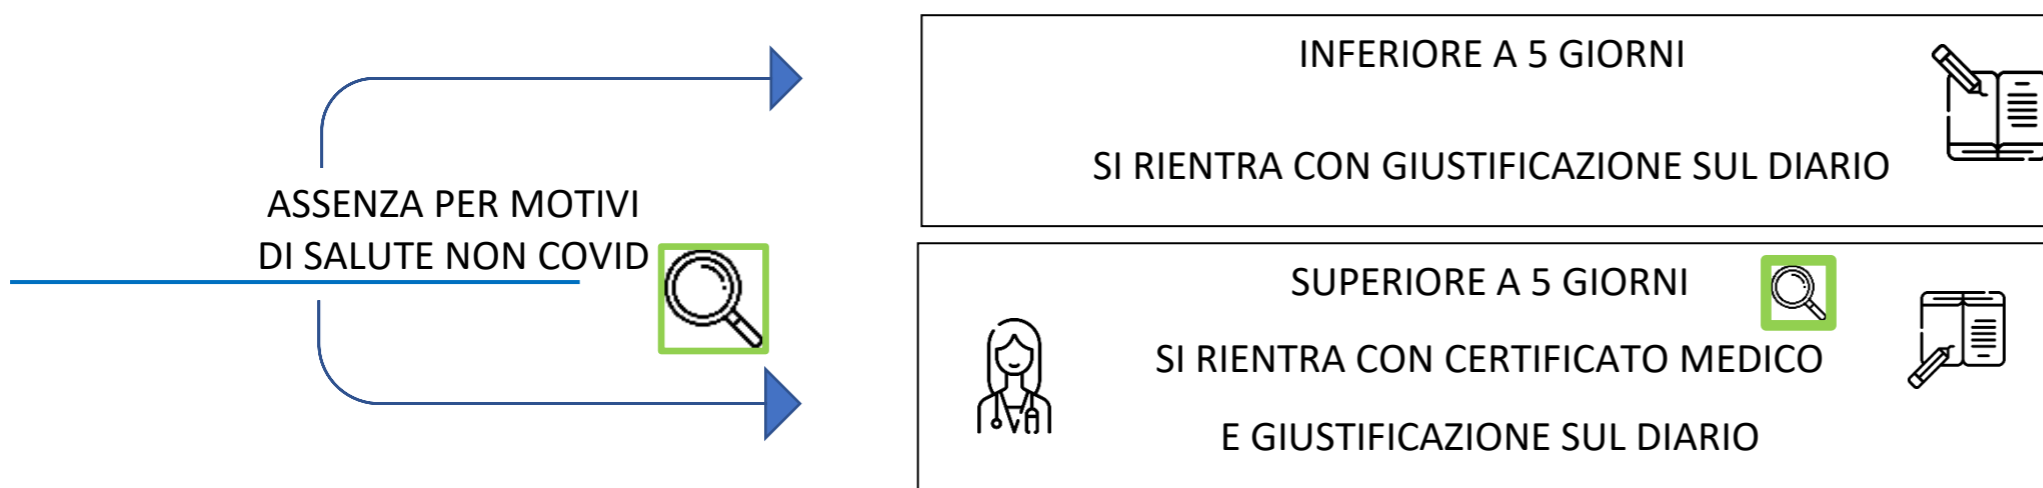 ASSENZA PER MOTIVI
DI SALUTE NON COVID
INFERIORE A 5 GIORNI
SI RIENTRA CON GIUSTIFICAZIONE SUL DIARIO
SUPERIORE A 5 GIORNI
SI RIENTRA CON CERTIFICATO MEDICO
E GIUSTIFICAZIONE SUL DIARIO